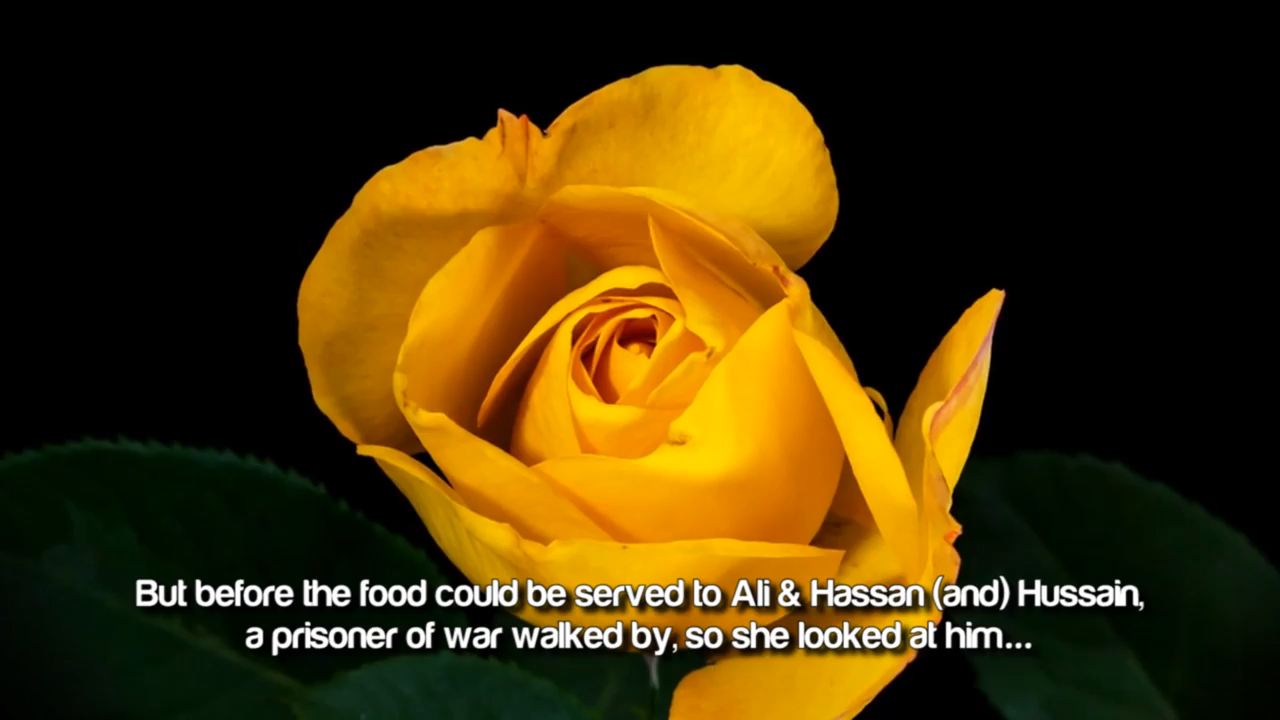 But before the food could be served to Ali & Hassan (and) Hussain,
a prisoner of war walked by, so she looked at him...